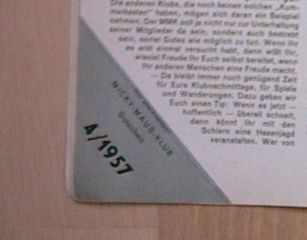 Die anderen Klubs, die noch keinen solchen „Kum-
merkasten" haben, mögen sich daran ein Beispiel
nehmen. Der MMK soll ja nicht nur zur Unterhaltung
seiner Mitglieder da sein, sondern auch bestrebt
sein, soviel Gutes wie möglich zu tun. Wenn Ihr
es erst einmal versucht habt, dann wißt Ihr,
wieviel Freude Ihr Euch selbst bereitet, wenn
Ihr anderen Menschen eine Freude macht.
— Da bleibt immer noch genügend Zeit
für Eure Klubnachmittage, für Spiele
und Wanderungen. Dazu geben wir
Euch einen Tip: Wenn es jetzt —
hoffentlich — überall schneit,
dann könnt Ihr mit den
Schiern eine Hasenjagd
veranstalten. Wer von
MICKY-MAUS-KLUB
Gutschein
4/1957